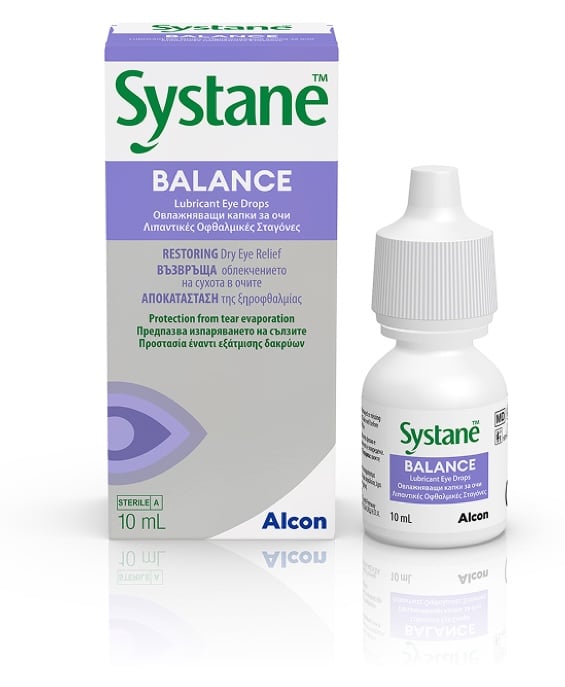 BALANCE
Systane™
BALANCE
Lubricant Eye Drops
Овлажняващи капки за очи
Λιπαντικές Οφθαλμικές Σταγόνες
RESTORING Dry Eye Relief
ВЪЗВРЪЩА облекчението
на сухота в очите
ΑΠΟΚΑΤΑΣΤΑΣΗ της ξηροφθαλμίας
Protection from tear evaporation
Предпазва изпаряването на сълзите
Προστασία έναντι εξάτμισης δακρύων
STERILE A
10 mL
Alcon
Systane™
BALANCE
Lubricant Eye Drops
Овлажняващи капки за очи
Λιπαντικές Οφθαλμικές Σταγόνες
10 mL
Alcon
MD